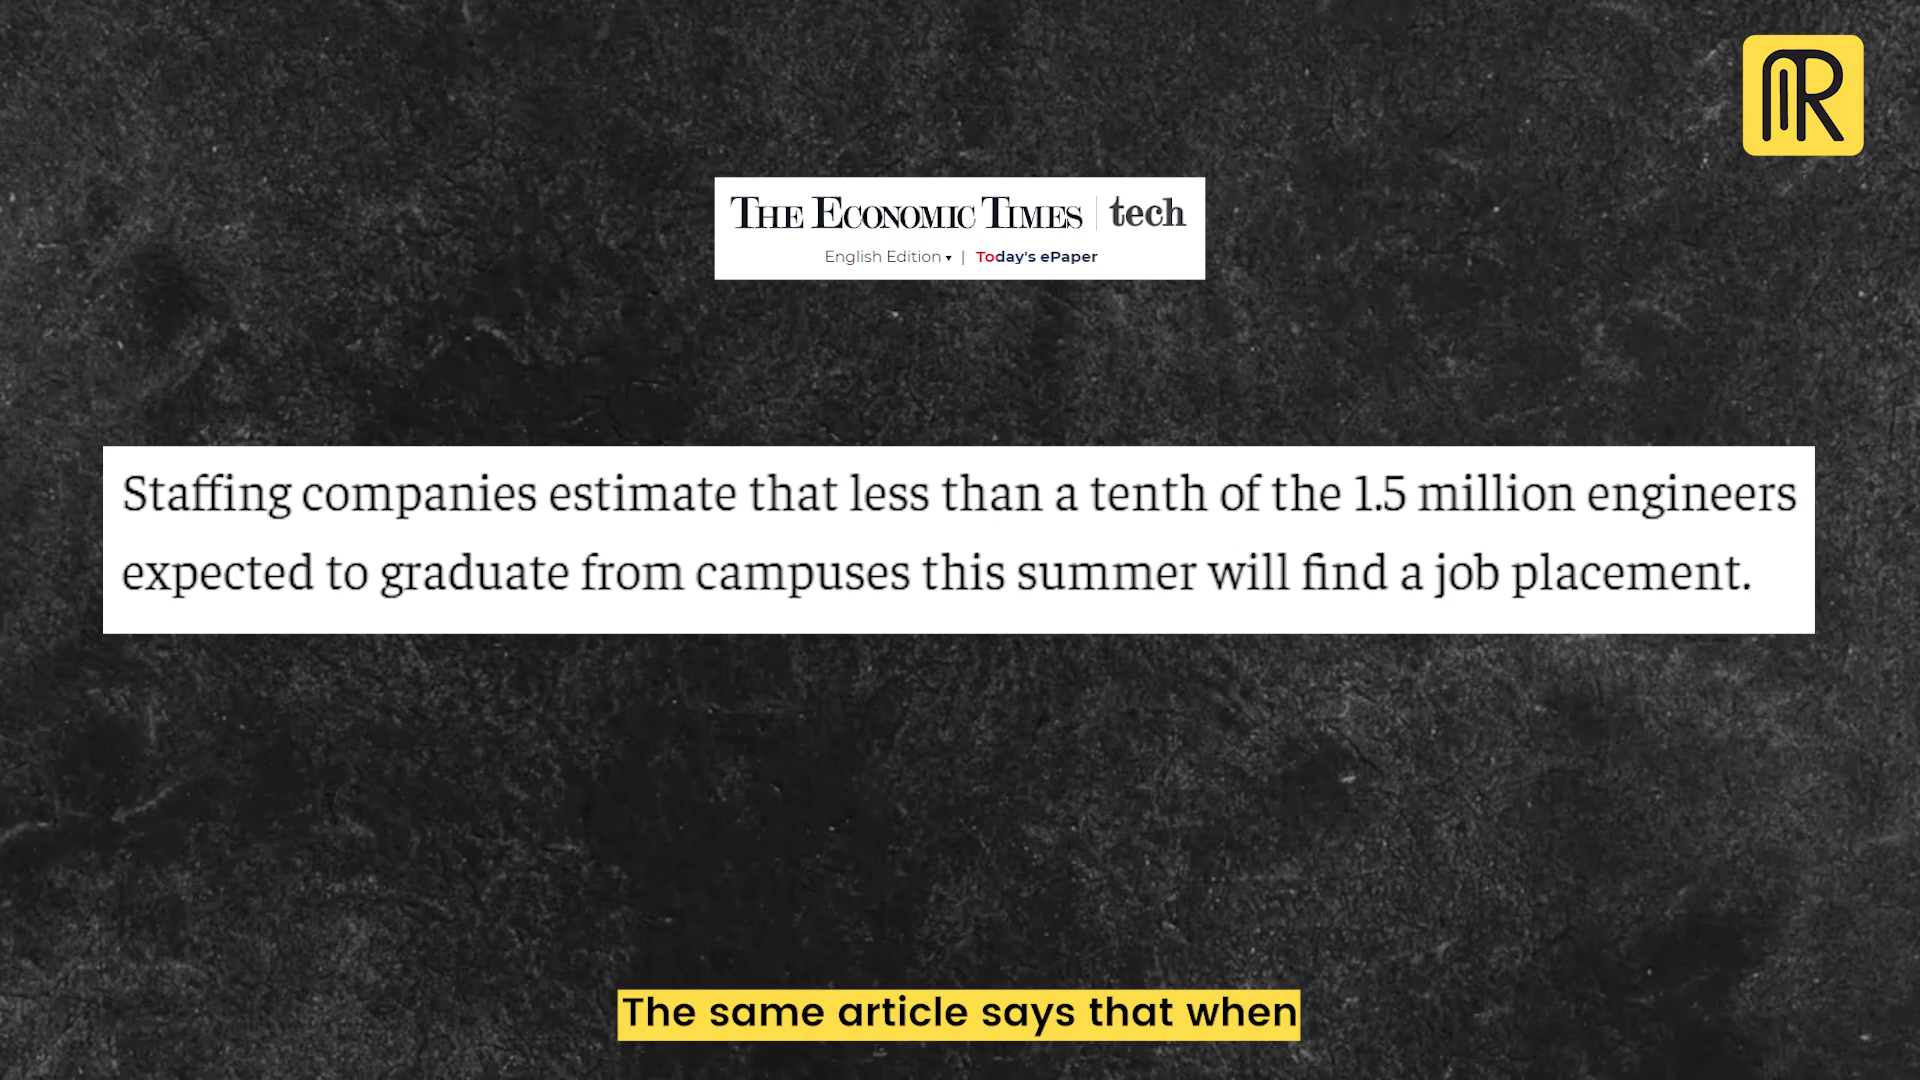 R
THE ECONOMIC TIMES | tech
English Edition ▾ | Today's ePaper
Staffing companies estimate that less than a tenth of the 1.5 million engineers
expected to graduate from campuses this summer will find a job placement.
The same article says that when